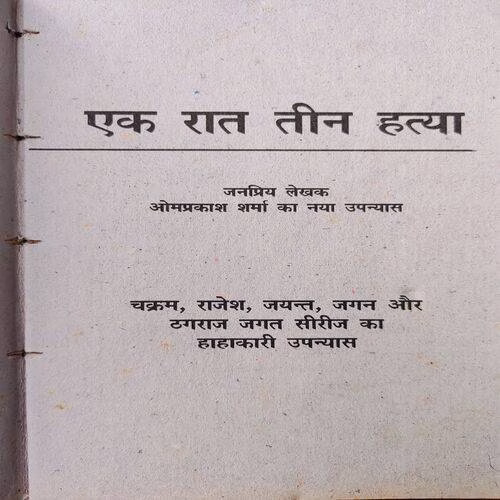 एक रात तीन हत्या
जनप्रिय लेखक
ओमप्रकाश शर्मा का नया उपन्यास
चक्रम, राजेश, जयन्त, जगन और
ठगराज जगत सीरीज का
हाहाकारी उपन्यास